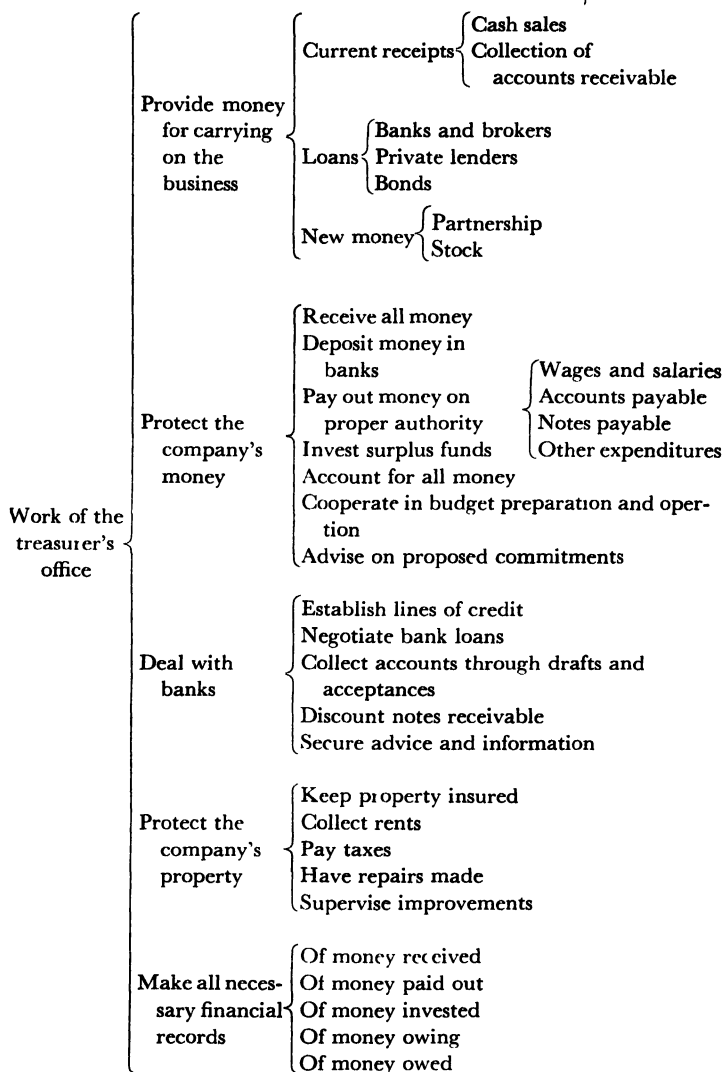 Work of the
treasurer's
office
Provide money
for carrying
on the
business
Current receipts
Cash sales
Collection of
accounts receivable
Loans
Banks and brokers
Private lenders
Bonds
New money
Partnership
Stock
Protect the
company's
money
Receive all money
Deposit money in
banks
Pay out money on
proper authority
Wages and salaries
Accounts payable
Notes payable
Other expenditures
Invest surplus funds
Account for all money
Cooperate in budget preparation and oper-
tion
Advise on proposed commitments
Deal with
banks
Establish lines of credit
Negotiate bank loans
Collect accounts through drafts and
acceptances
Discount notes receivable
Secure advice and information
Protect the
company's
property
Keep property insured
Collect rents
Pay taxes
Have repairs made
Supervise improvements
Make all neces-
sary financial
records
Of money received
Of money paid out
Of money invested
Of money owing
Of money owed